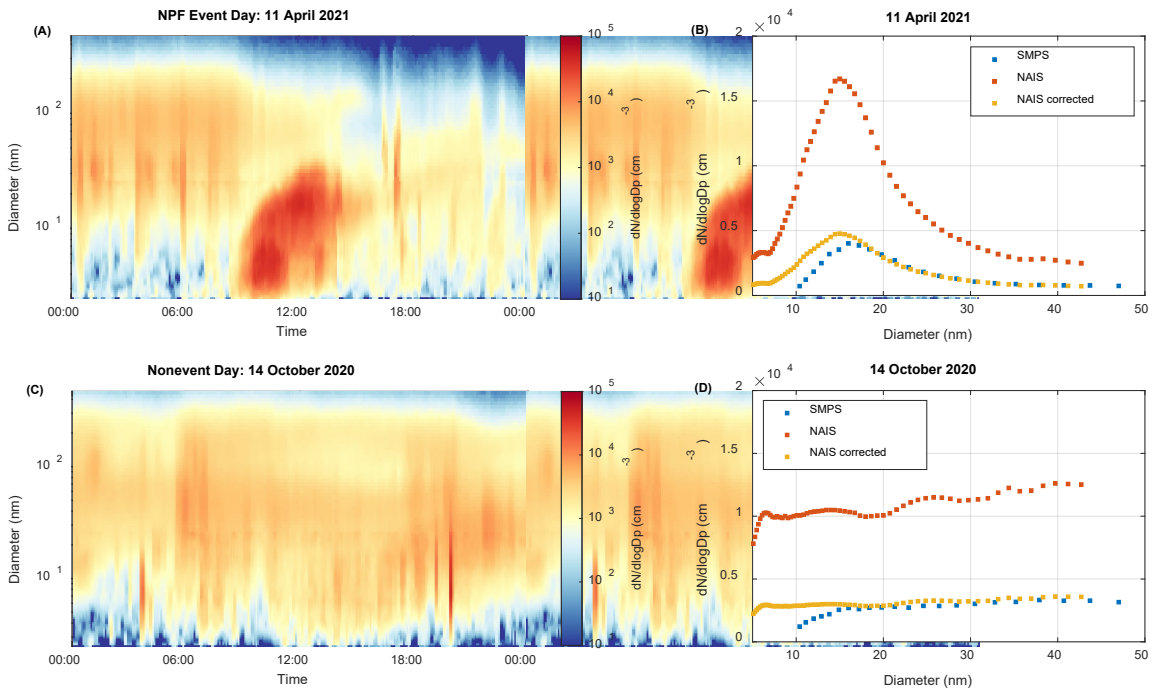 NPF Event Day: 11 April 2021
(A)
Diameter (nm)
10 2
10 1
00:00
06:00
12:00
18:00
00:00
Time
10 5
10 4
10 3
10 2
10 1
dN/dlogDp (cm -3 )
11 April 2021
(B)
× 10 4
dN/dlogDp (cm -3 )
2
1.5
1
0.5
0
10
20
30
40
50
Diameter (nm)
SMPS
NAIS
NAIS corrected
Nonevent Day: 14 October 2020
(C)
Diameter (nm)
10 2
10 1
00:00
06:00
12:00
18:00
00:00
Time
10 5
10 4
10 3
10 2
10 1
dN/dlogDp (cm -3 )
14 October 2020
(D)
× 10 4
dN/dlogDp (cm -3 )
2
1.5
1
0.5
0
10
20
30
40
50
Diameter (nm)
SMPS
NAIS
NAIS corrected